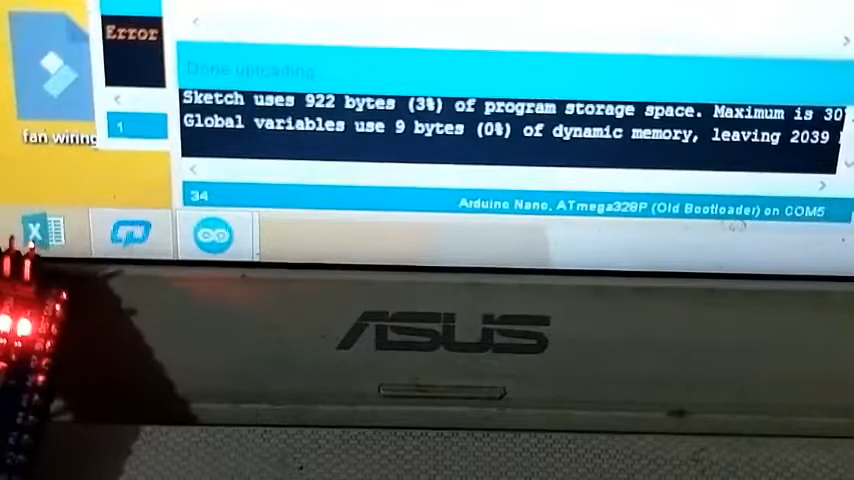 Error
Done uploading.
Sketch uses 922 bytes (3%) of program storage space. Maximum is 30
Global variables use 9 bytes (0%) of dynamic memory, leaving 2039
fan wiring
1
34
Arduino Nano, ATmega328P (Old Bootloader) on COM5
X
ASUS